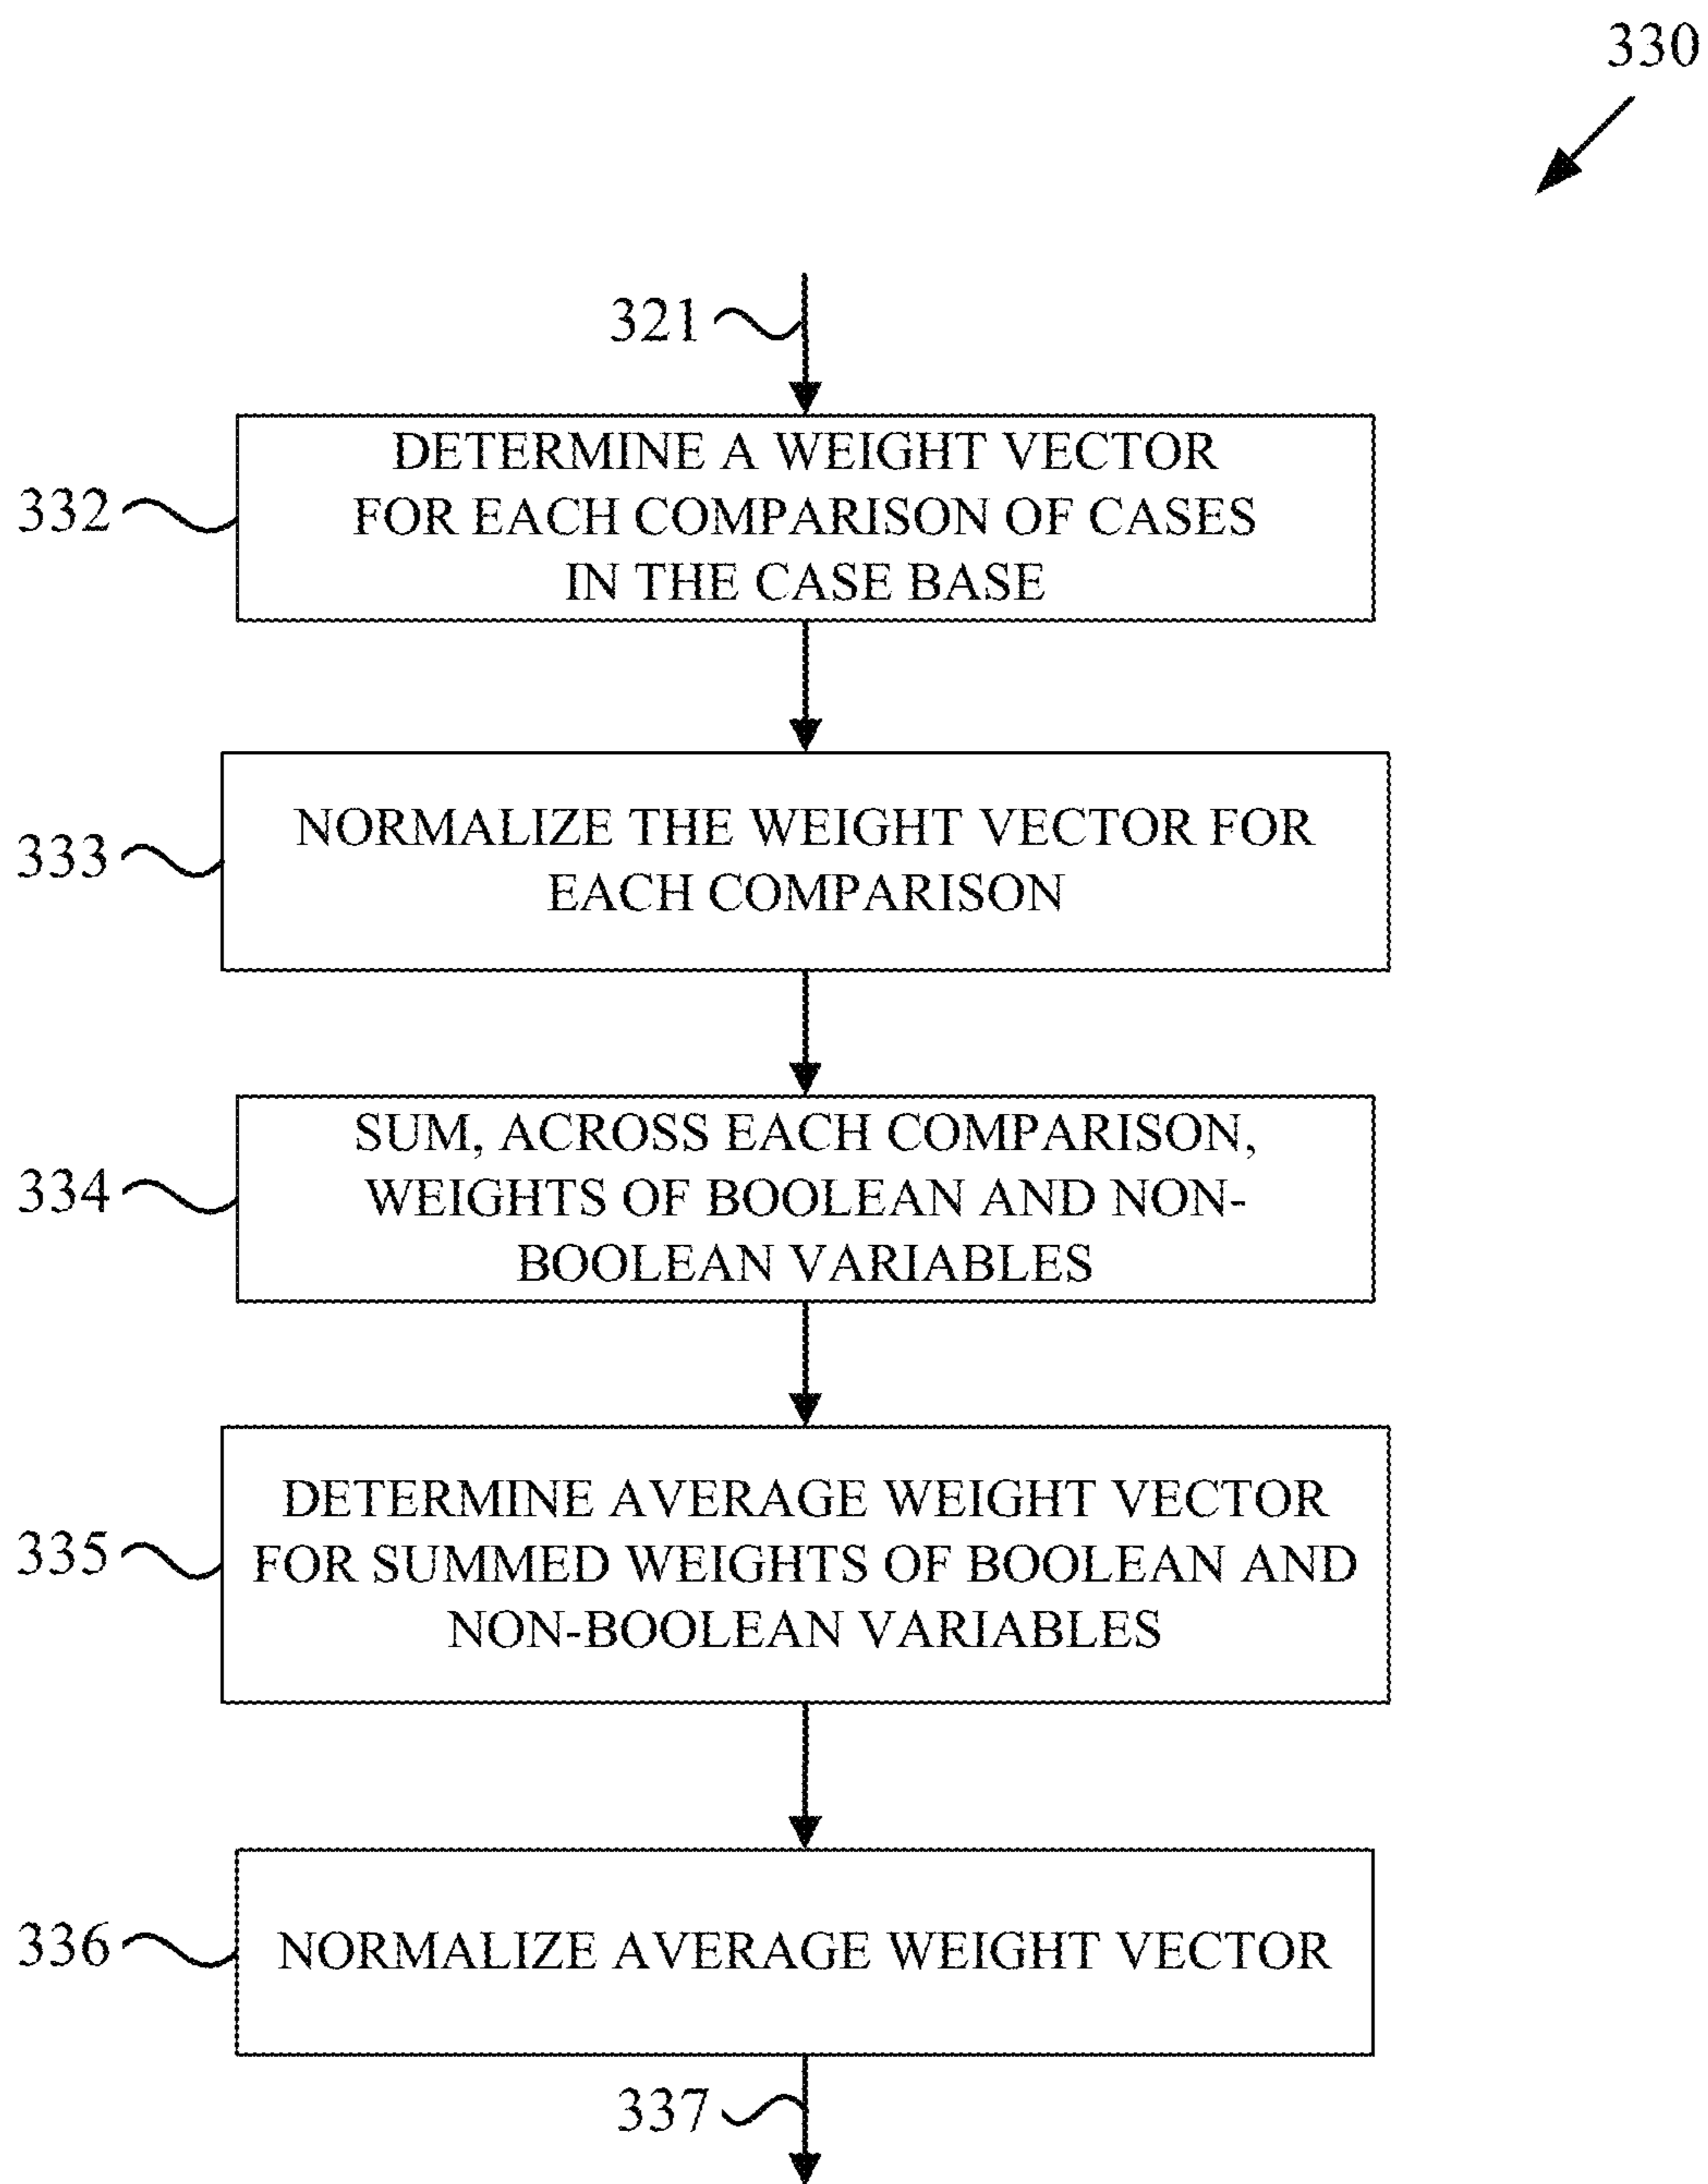 330
321
332
DETERMINE A WEIGHT VECTOR
FOR EACH COMPARISON OF CASES
IN THE CASE BASE
333
NORMALIZE THE WEIGHT VECTOR FOR
EACH COMPARISON
334
SUM, ACROSS EACH COMPARISON,
WEIGHTS OF BOOLEAN AND NON-
BOOLEAN VARIABLES
335
DETERMINE AVERAGE WEIGHT VECTOR
FOR SUMMED WEIGHTS OF BOOLEAN AND
NON-BOOLEAN VARIABLES
336
NORMALIZE AVERAGE WEIGHT VECTOR
337